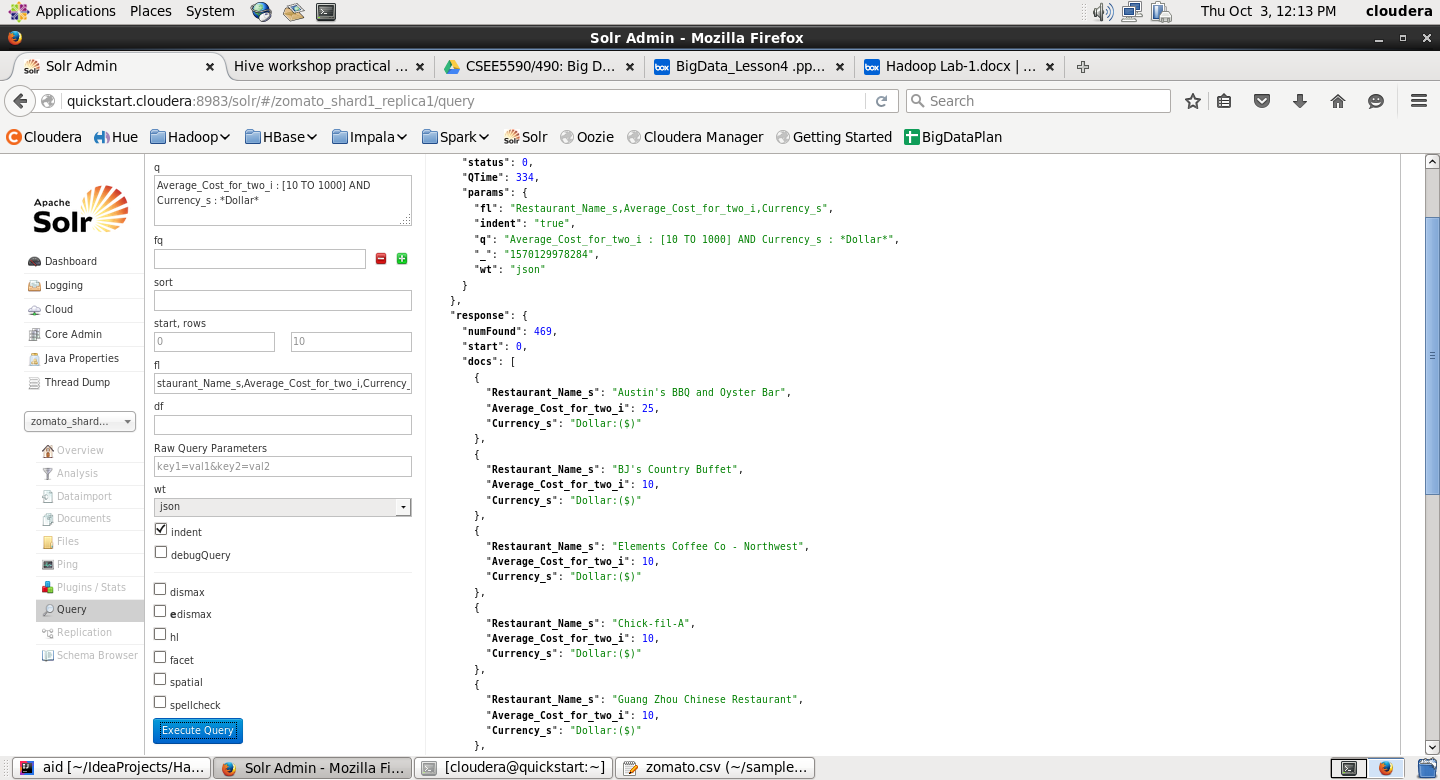 Applications Places System
Thu Oct 3, 12:13 PM cloudera
Solr Admin - Mozilla Firefox
Solr Admin
Hive workshop practical ...
CSEE5590/490: Big D...
BigData_Lesson4 .pp...
Hadoop Lab-1.docx | ...
quickstart.cloudera:8983/solr/#/zomato_shard1_replica1/query
Search
Cloudera Hue Hadoop HBase Impala Spark Solr Oozie Cloudera Manager Getting Started BigDataPlan
Apache
Solr
Dashboard
Logging
Cloud
Core Admin
Java Properties
Thread Dump
zomato_shard...
Overview
Analysis
Dataimport
Documents
Files
Ping
Plugins / Stats
Query
Replication
Schema Browser
q
Average_Cost_for_two_i : [10 TO 1000] AND
Currency_s : *Dollar*
fq
sort
start, rows
0
10
fl
staurant_Name_s,Average_Cost_for_two_i,Currency_
df
Raw Query Parameters
key1=val1&key2=val2
wt
json
indent
debugQuery
dismax
edismax
hl
facet
spatial
spellcheck
Execute Query
"status": 0,
"QTime": 334,
"params": {
"fl": "Restaurant_Name_s,Average_Cost_for_two_i,Currency_s",
"indent": "true",
"q": "Average_Cost_for_two_i : [10 TO 1000] AND Currency_s : *Dollar*",
"_": "1570129978284",
"wt": "json"
}
},
"response": {
"numFound": 469,
"start": 0,
"docs": [
{
"Restaurant_Name_s": "Austin's BBQ and Oyster Bar",
"Average_Cost_for_two_i": 25,
"Currency_s": "Dollar:($)"
},
{
"Restaurant_Name_s": "BJ's Country Buffet",
"Average_Cost_for_two_i": 10,
"Currency_s": "Dollar:($)"
},
{
"Restaurant_Name_s": "Elements Coffee Co - Northwest",
"Average_Cost_for_two_i": 10,
"Currency_s": "Dollar:($)"
},
{
"Restaurant_Name_s": "Chick-fil-A",
"Average_Cost_for_two_i": 10,
"Currency_s": "Dollar:($)"
},
{
"Restaurant_Name_s": "Guang Zhou Chinese Restaurant",
"Average_Cost_for_two_i": 10,
"Currency_s": "Dollar:($)"
},
aid [~/IdeaProjects/Ha...
Solr Admin - Mozilla Fi...
[cloudera@quickstart:~]
zomato.csv (~/sample...